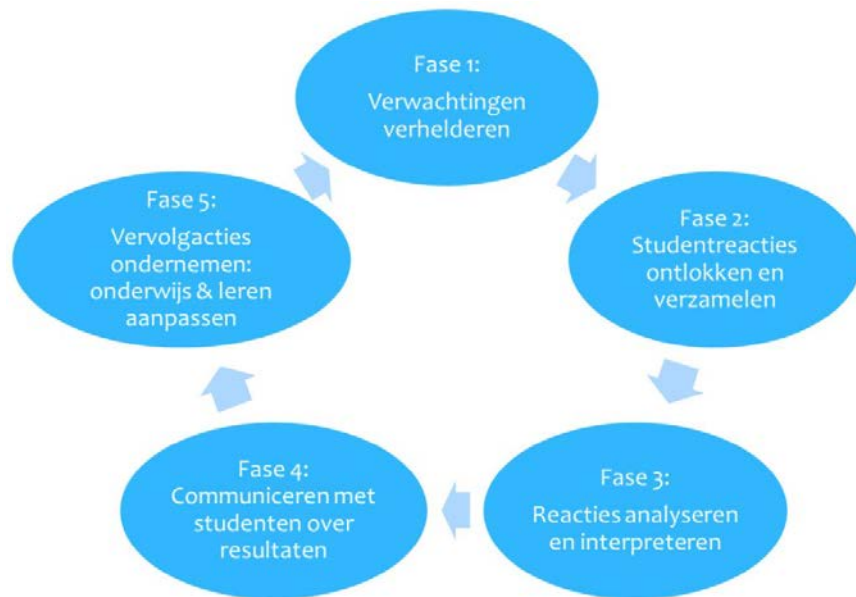 Fase 1:
Verwachtingen
verhelderen
Fase 2:
Studentreacties
ontlokken en
verzamelen
Fase 3:
Reacties analyseren
en interpreteren
Fase 4:
Communiceren met
studenten over
resultaten
Fase 5:
Vervolgacties
ondernemen:
onderwijs & leren
aanpassen